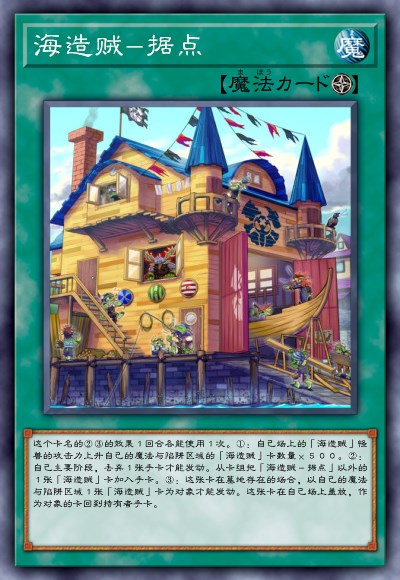 海造贼-据点
魔
【魔法カード】
まほう
这个卡名的②③的效果1回合各能使用1次。①：自己场上的「海造贼」怪
兽的攻击力上升自己的魔法与陷阱区域的「海造贼」卡数量×500。②：
自己主要阶段，丢弃1张手卡才能发动。从卡组把「海造贼-据点」以外的
1张「海造贼」卡加入手卡。③：这张卡在墓地存在的场合，以自己的魔法
与陷阱区域1张「海造贼」卡为对象才能发动。这张卡在自己场上盖放，作
为对象的卡回到持有者手卡。